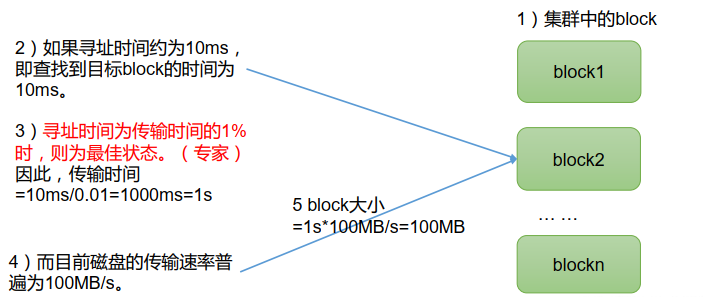 1）集群中的block
block1
2）如果寻址时间约为10ms，
即查找到目标block的时间为
10ms。
3）寻址时间为传输时间的1%
时，则为最佳状态。（专家）
因此，传输时间
=10ms/0.01=1000ms=1s
block2
5 block大小
=1s*100MB/s=100MB
... ...
4）而目前磁盘的传输速率普
遍为100MB/s。
blockn